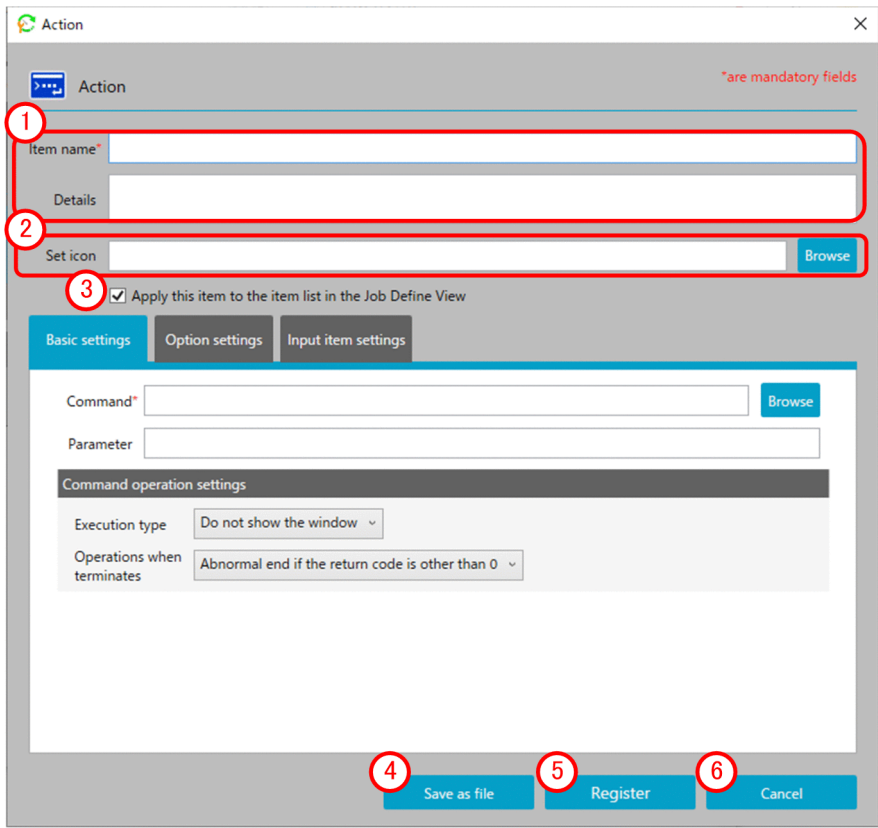 Action
Action
*are mandatory fields
1
Item name*
Details
2
Set icon
Browse
3
Apply this item to the item list in the Job Define View
Basic settings
Option settings
Input item settings
Command*
Browse
Parameter
Command operation settings
Execution type
Do not show the window
Operations when
terminates
Abnormal end if the return code is other than 0
4
Save as file
5
Register
6
Cancel